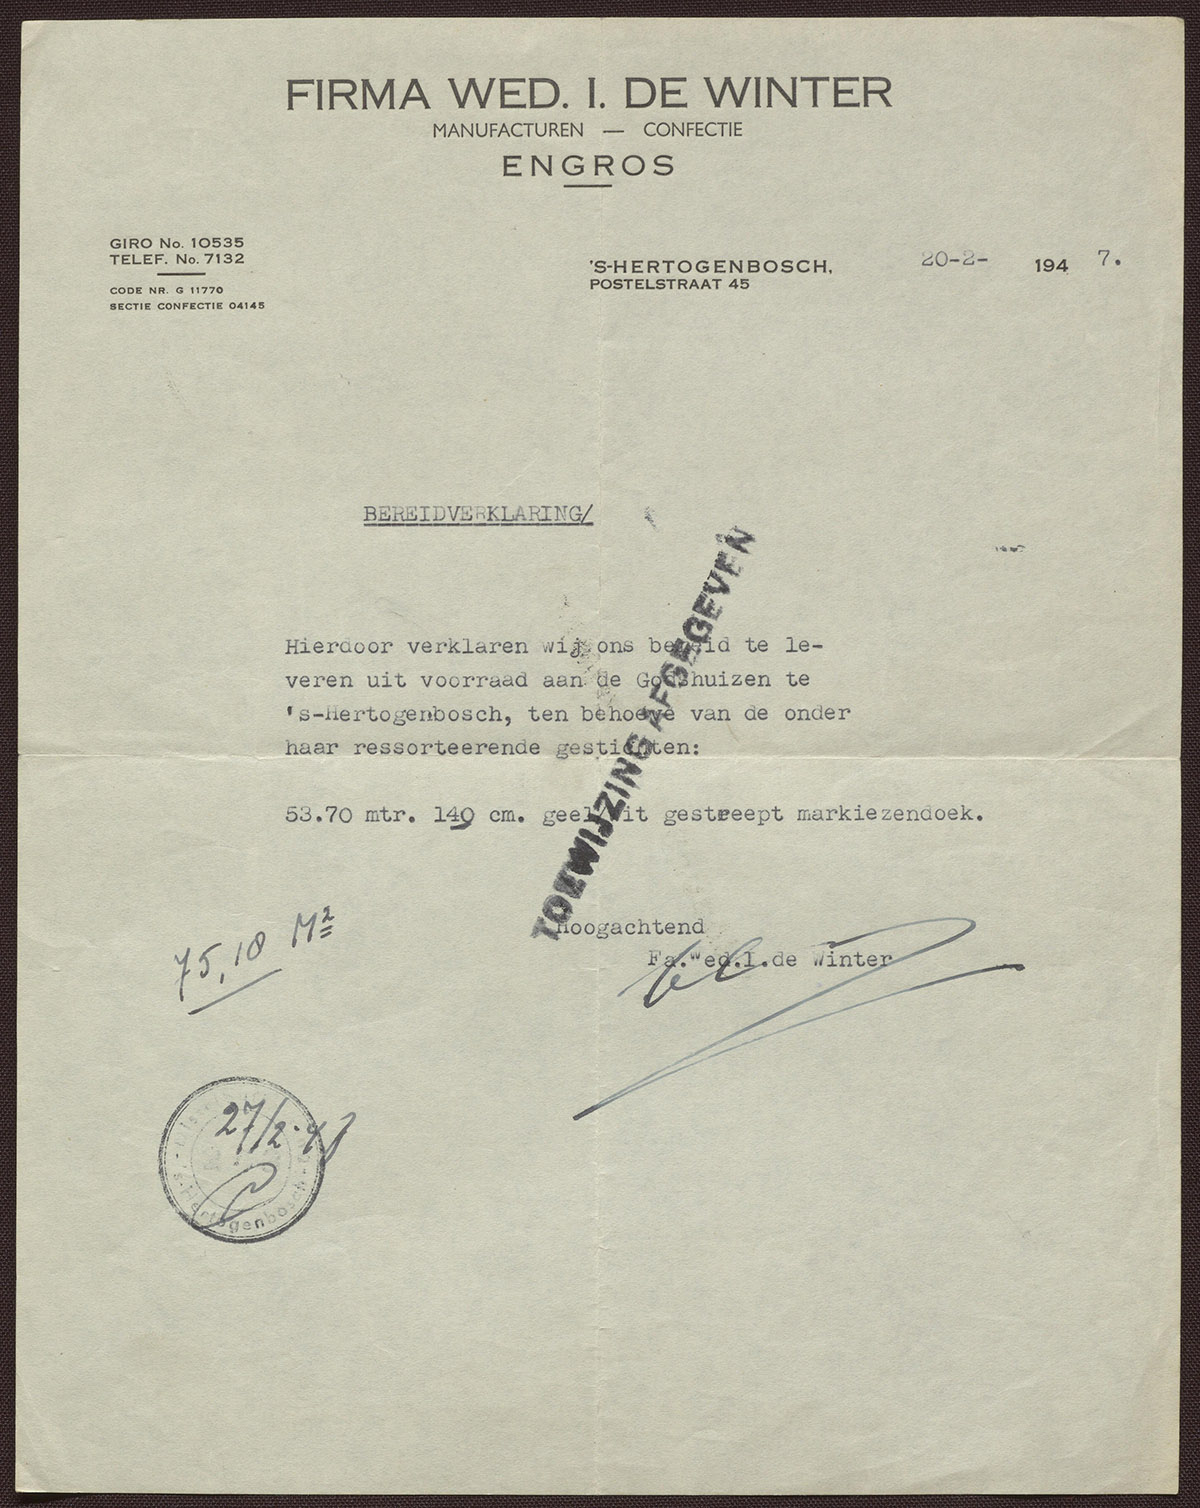 FIRMA WED. I. DE WINTER
MANUFACTUREN — CONFECTIE
ENGROS
GIRO No. 10535
TELEF. No. 7132
CODE NR. G 11770
SECTIE CONFECTIE 04145
'S-HERTOGENBOSCH,
POSTELSTRAAT 45
20-2- 194 7.
BEREIDVERKLARING/
Hierdoor verklaren wij ons bereid te le-
veren uit voorraad aan de Godshuizen te
's-Hertogenbosch, ten behoeve van de onder
haar ressorteerende gestichten:
53.70 mtr. 140 cm. geel wit gestreept markiezendoek.
TOEWIJZING AFGEGEVEN
Hoogachtend
Fa.Wed.I.de Winter
75,18 M²
27/2-47
's-Hertogenbosch